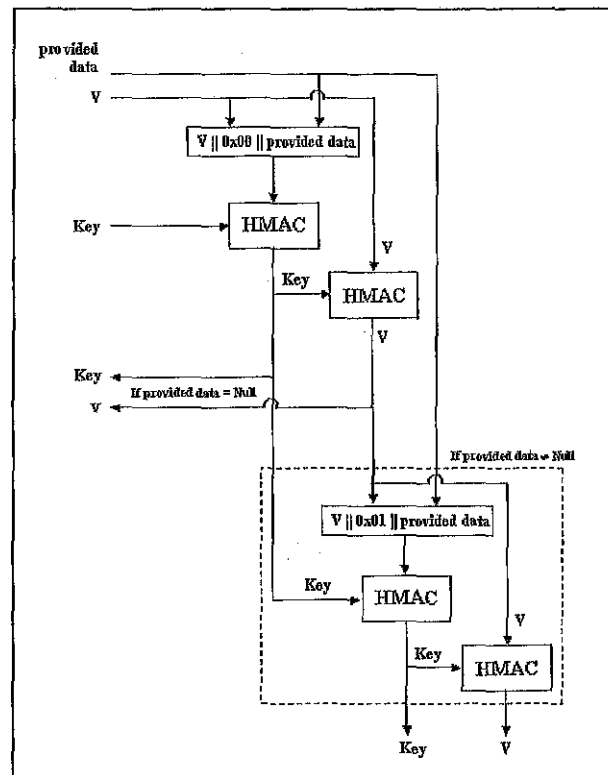 provided
data
V
V || 0x00 || provided data
Key
HMAC
V
Key
HMAC
V
Key
If provided data = Null
V
If provided data ≠ Null
V || 0x01 || provided data
Key
HMAC
V
Key
HMAC
Key
V